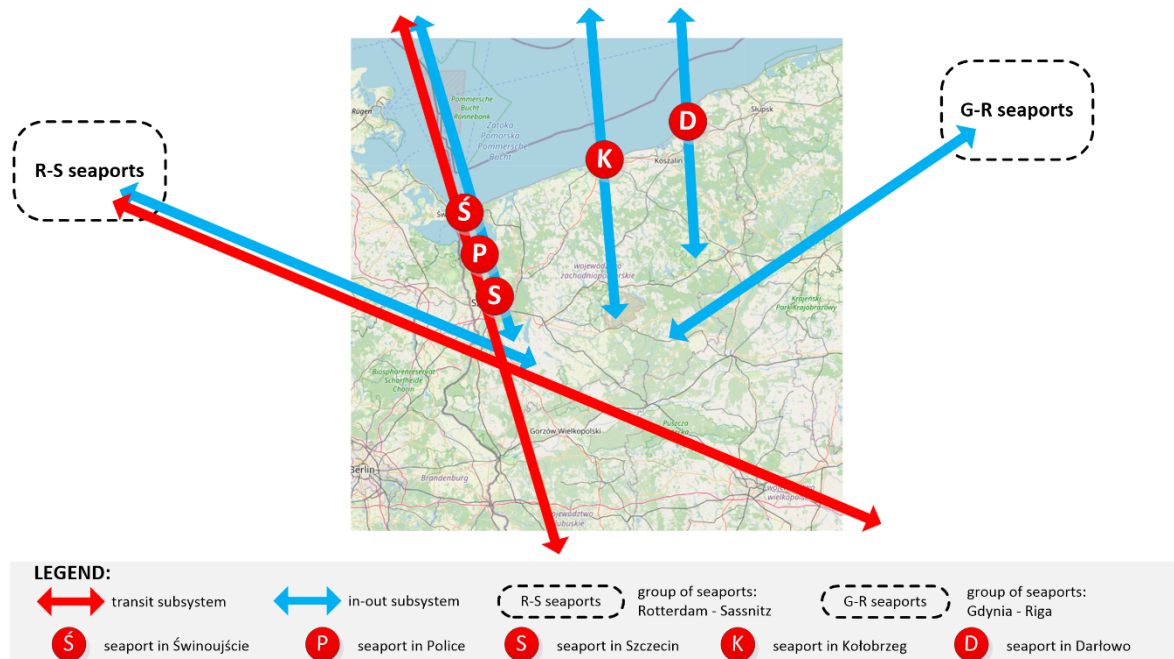 Rügen
Pommersche
Bucht
Rønnebank
Zatoka
Pomorska
Pommersche
Bucht
Słupsk
G-R seaports
D
K
Koszalin
R-S seaports
Ś
P
województwo
zachodniopomorskie
S
Krajeński
Park Krajobrazowy
Biosphärenreservat
Schorfheide
Chorin
Puszcza
Gorzów Wielkopolski
Berlin
Brandenburg
województwo
wielkopolskie
województwo
lubuskie
LEGEND:
transit subsystem
in-out subsystem
R-S seaports
group of seaports:
Rotterdam - Sassnitz
G-R seaports
group of seaports:
Gdynia - Riga
Ś seaport in Świnoujście
P seaport in Police
S seaport in Szczecin
K seaport in Kołobrzeg
D seaport in Darłowo